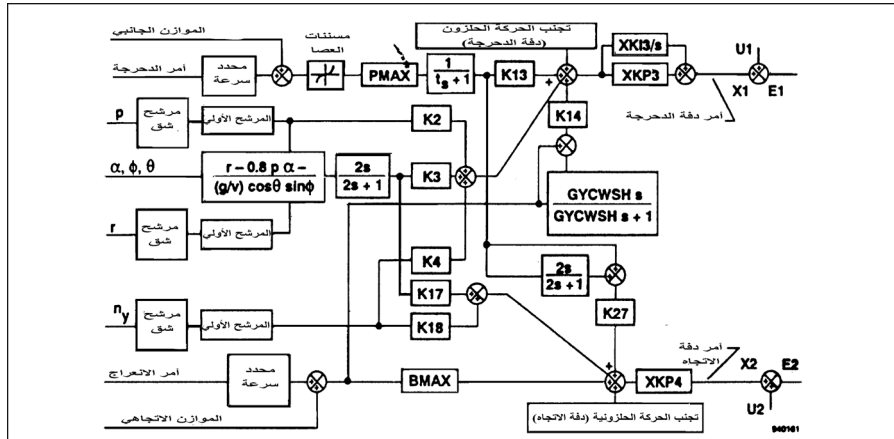 الموازن الجانبي
مسننات
العصا
تجنب الحركة الحلزون
(دفة الدحرجة)
XKI3/s
U1
أمر الدحرجة
محدد
سرعة
PMAX
1
t s + 1
K13
+
XKP3
X1
E1
أمر دفة الدحرجة
p
مرشح
شق
المرشح الأولي
K2
K14
α, φ, θ
r – 0.8 p α –
(g/v) cosθ sinφ
2s
2s + 1
K3
GYCWSH s
GYCWSH s + 1
r
مرشح
شق
المرشح الأولي
K4
2s
2s + 1
K17
K27
ny
مرشح
شق
المرشح الأولي
K18
أمر دفة
الاتجاه
X2
E2
أمر الانعراج
محدد
سرعة
BMAX
+
XKP4
U2
الموازن الاتجاهي
تجنب الحركة الحلزونية (دفة الاتجاه)
940161